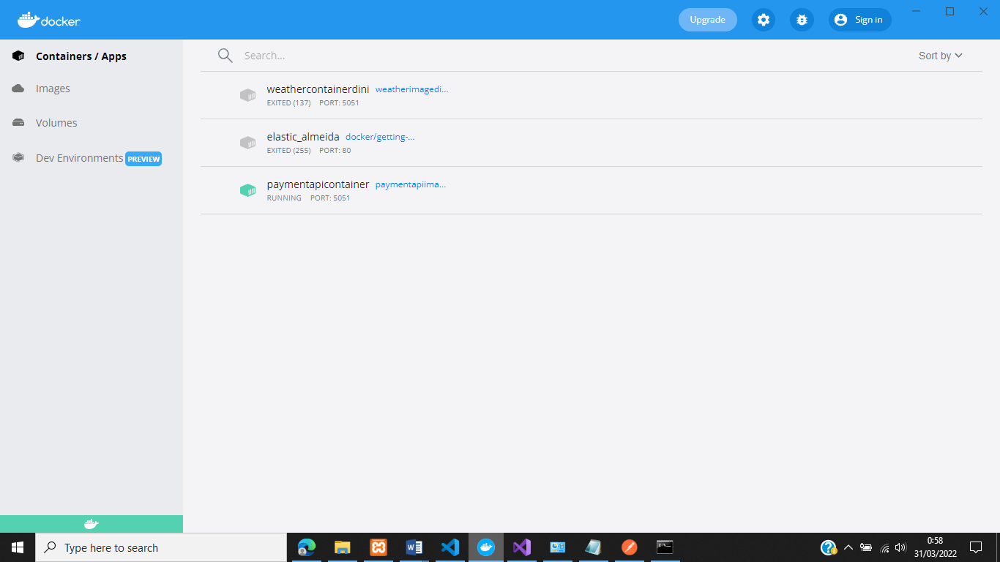 docker
Upgrade
Sign in
Containers / Apps
Images
Volumes
Dev Environments PREVIEW
Search...
Sort by
weathercontainerdini weatherimagedi...
EXITED (137) PORT: 5051
elastic_almeida docker/getting-...
EXITED (255) PORT: 80
paymentapicontainer paymentapiima...
RUNNING PORT: 5051
Type here to search
0:58
31/03/2022